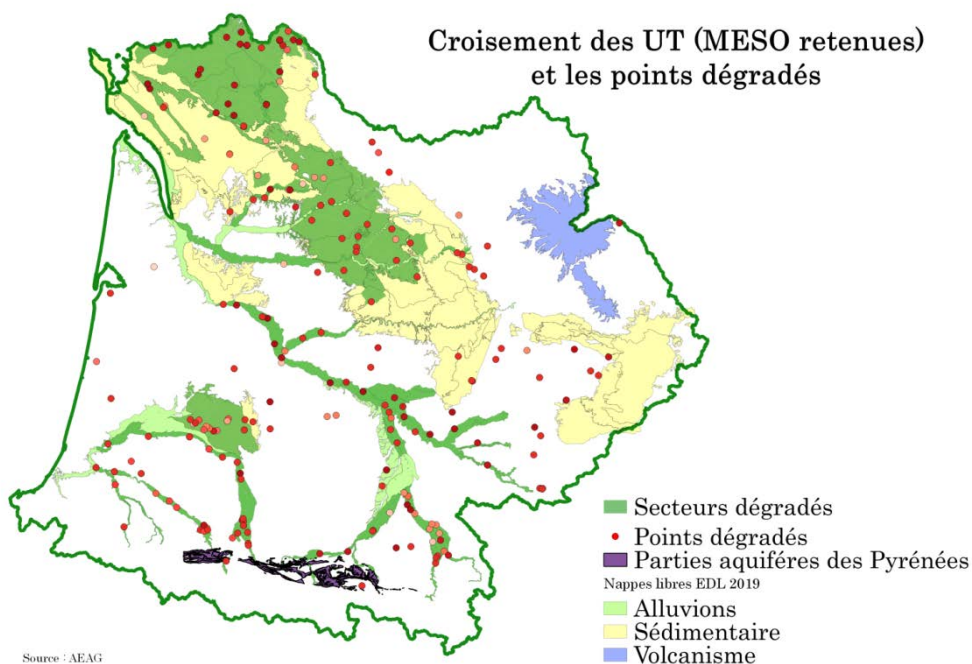 Croisement des UT (MESO retenues)
et les points dégradés
Secteurs dégradés
Points dégradés
Parties aquiféres des Pyrénées
Nappes libres EDL 2019
Alluvions
Sédimentaire
Volcanisme
Source : AEAG